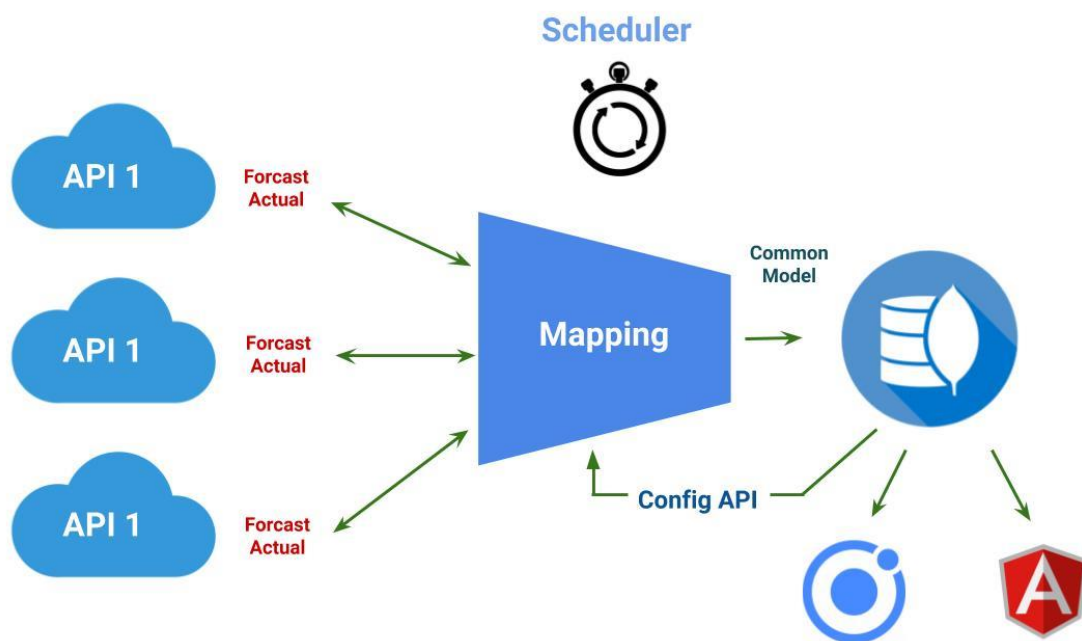 Scheduler
API 1
Forcast
Actual
API 1
Forcast
Actual
API 1
Forcast
Actual
Mapping
Common
Model
Config API
A